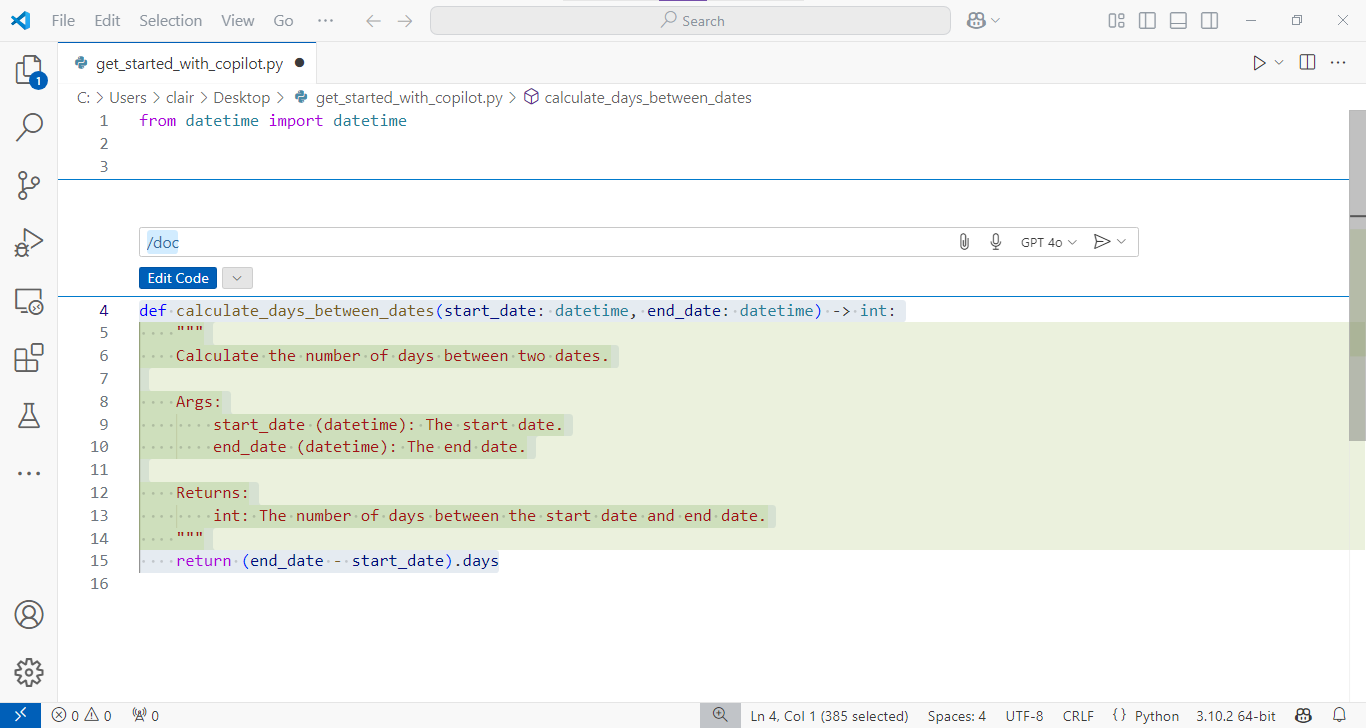 File Edit Selection View Go ··· Search
get_started_with_copilot.py
C: > Users > clair > Desktop > get_started_with_copilot.py > calculate_days_between_dates
1
1 from datetime import datetime
2
3
/doc GPT 4o
Edit Code
4 def calculate_days_between_dates(start_date: datetime, end_date: datetime) -> int:
5 """
6 Calculate the number of days between two dates.
7
8 Args:
9 start_date (datetime): The start date.
10 end_date (datetime): The end date.
11
12 Returns:
13 int: The number of days between the start date and end date.
14 """
15 return (end_date - start_date).days
16
0 0 0 Ln 4, Col 1 (385 selected) Spaces: 4 UTF-8 CRLF {} Python 3.10.2 64-bit